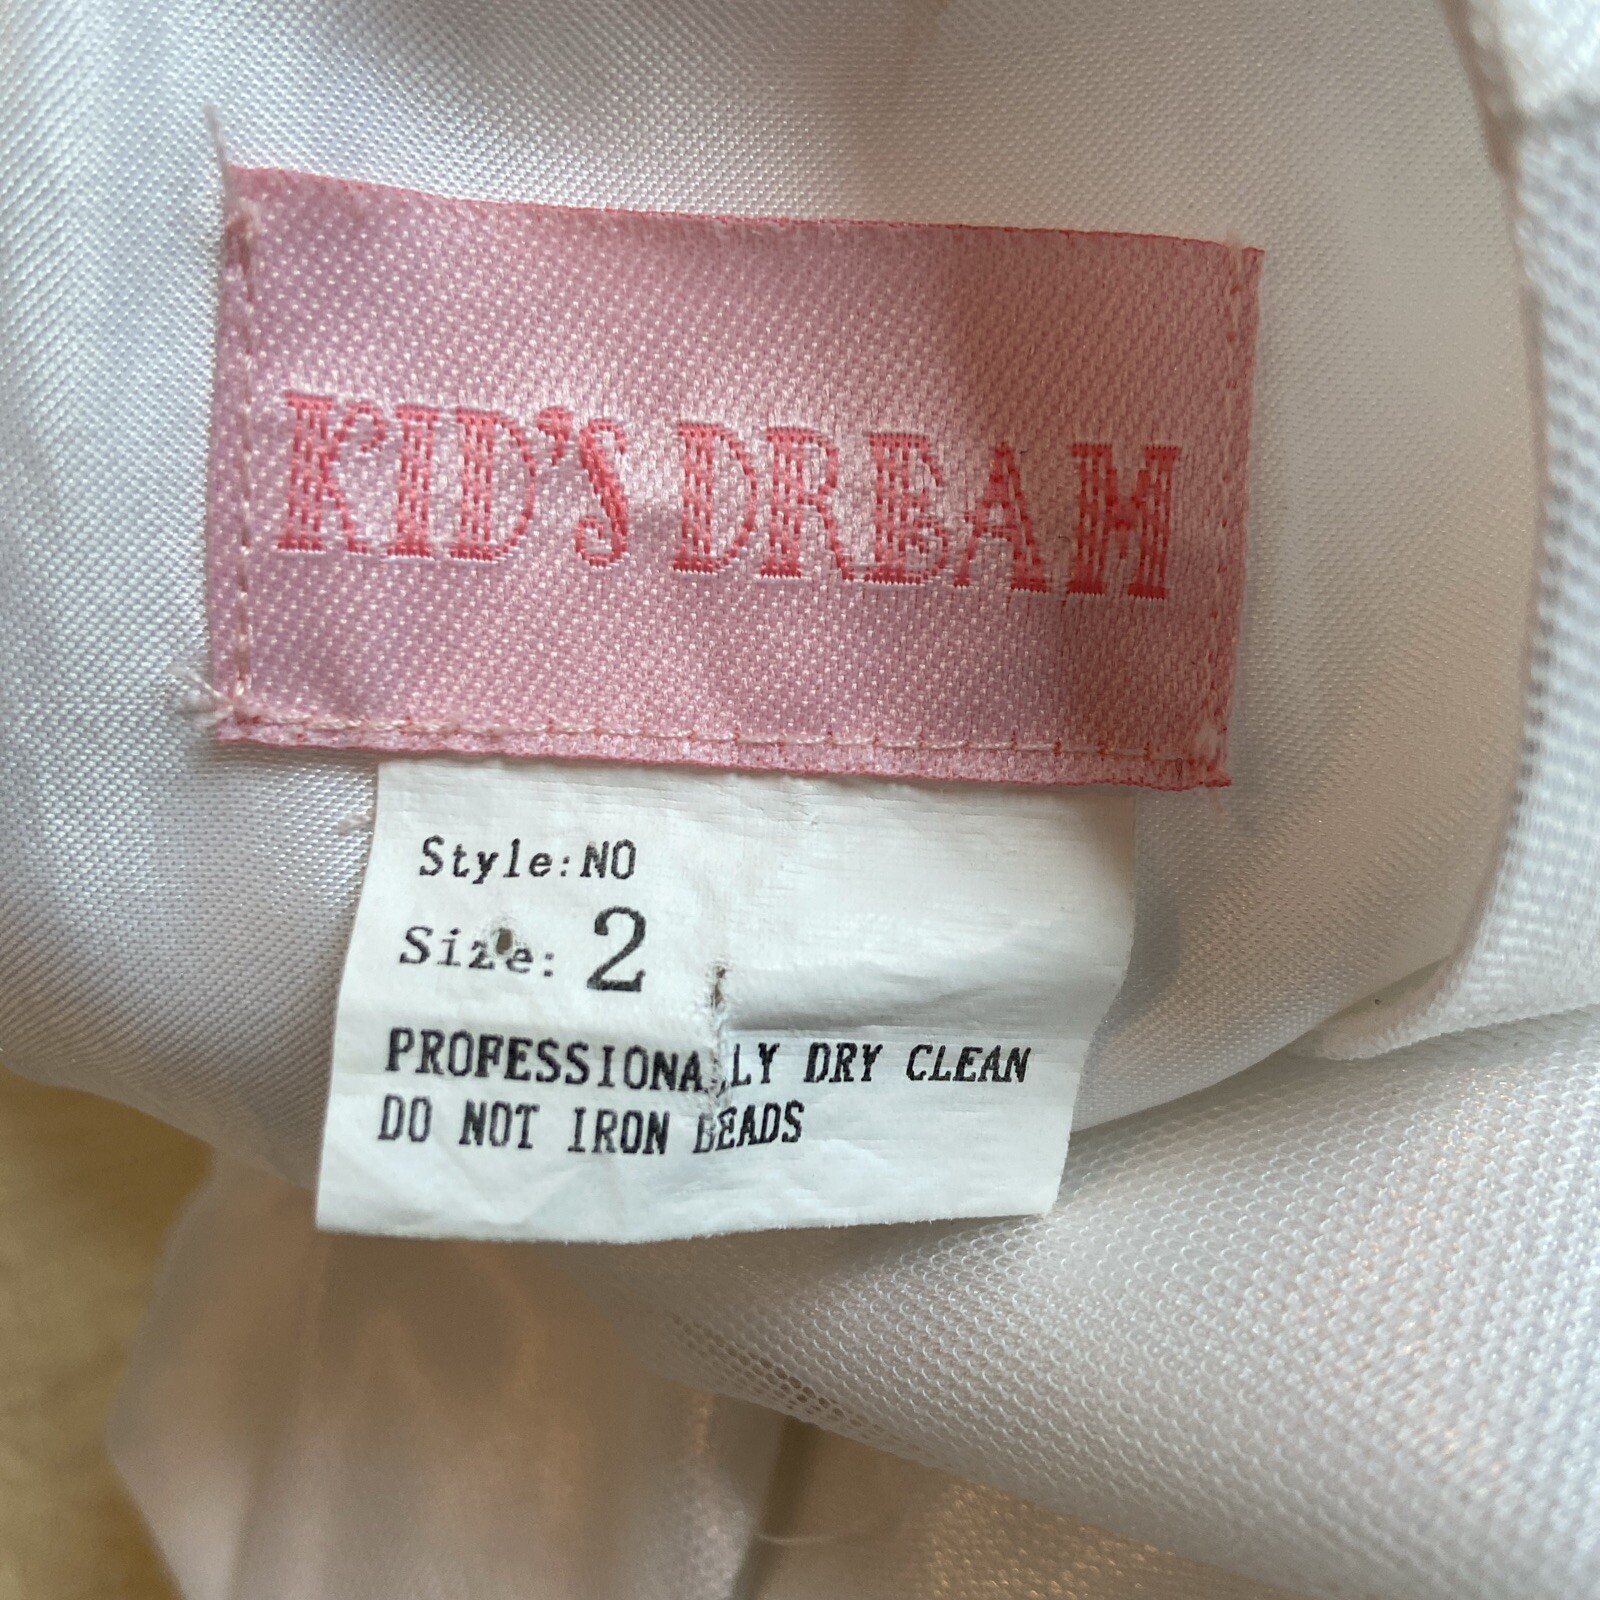 KID'S DREAM
Style:NO
Size: 2
PROFESSIONALLY DRY CLEAN
DO NOT IRON BEADS